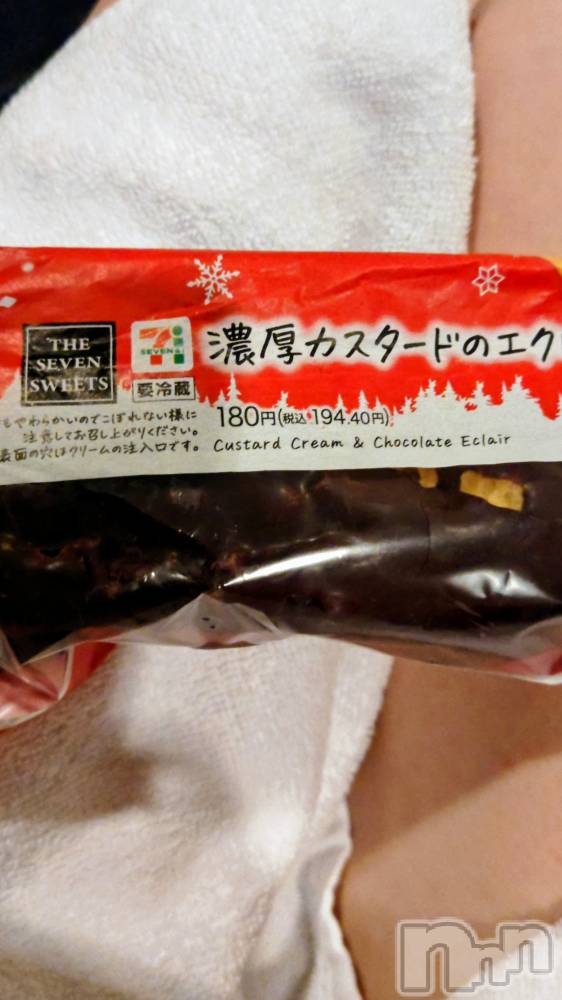 THE
SEVEN
SWEETS
7
SEVEN & i
要冷蔵
濃厚カスタードのエク
180円(税込 194.40円)
Custard Cream & Chocolate Eclair
もやわらかいのでこぼれない様に
注意してお召し上がりください。
表面の穴はクリームの注入口です。